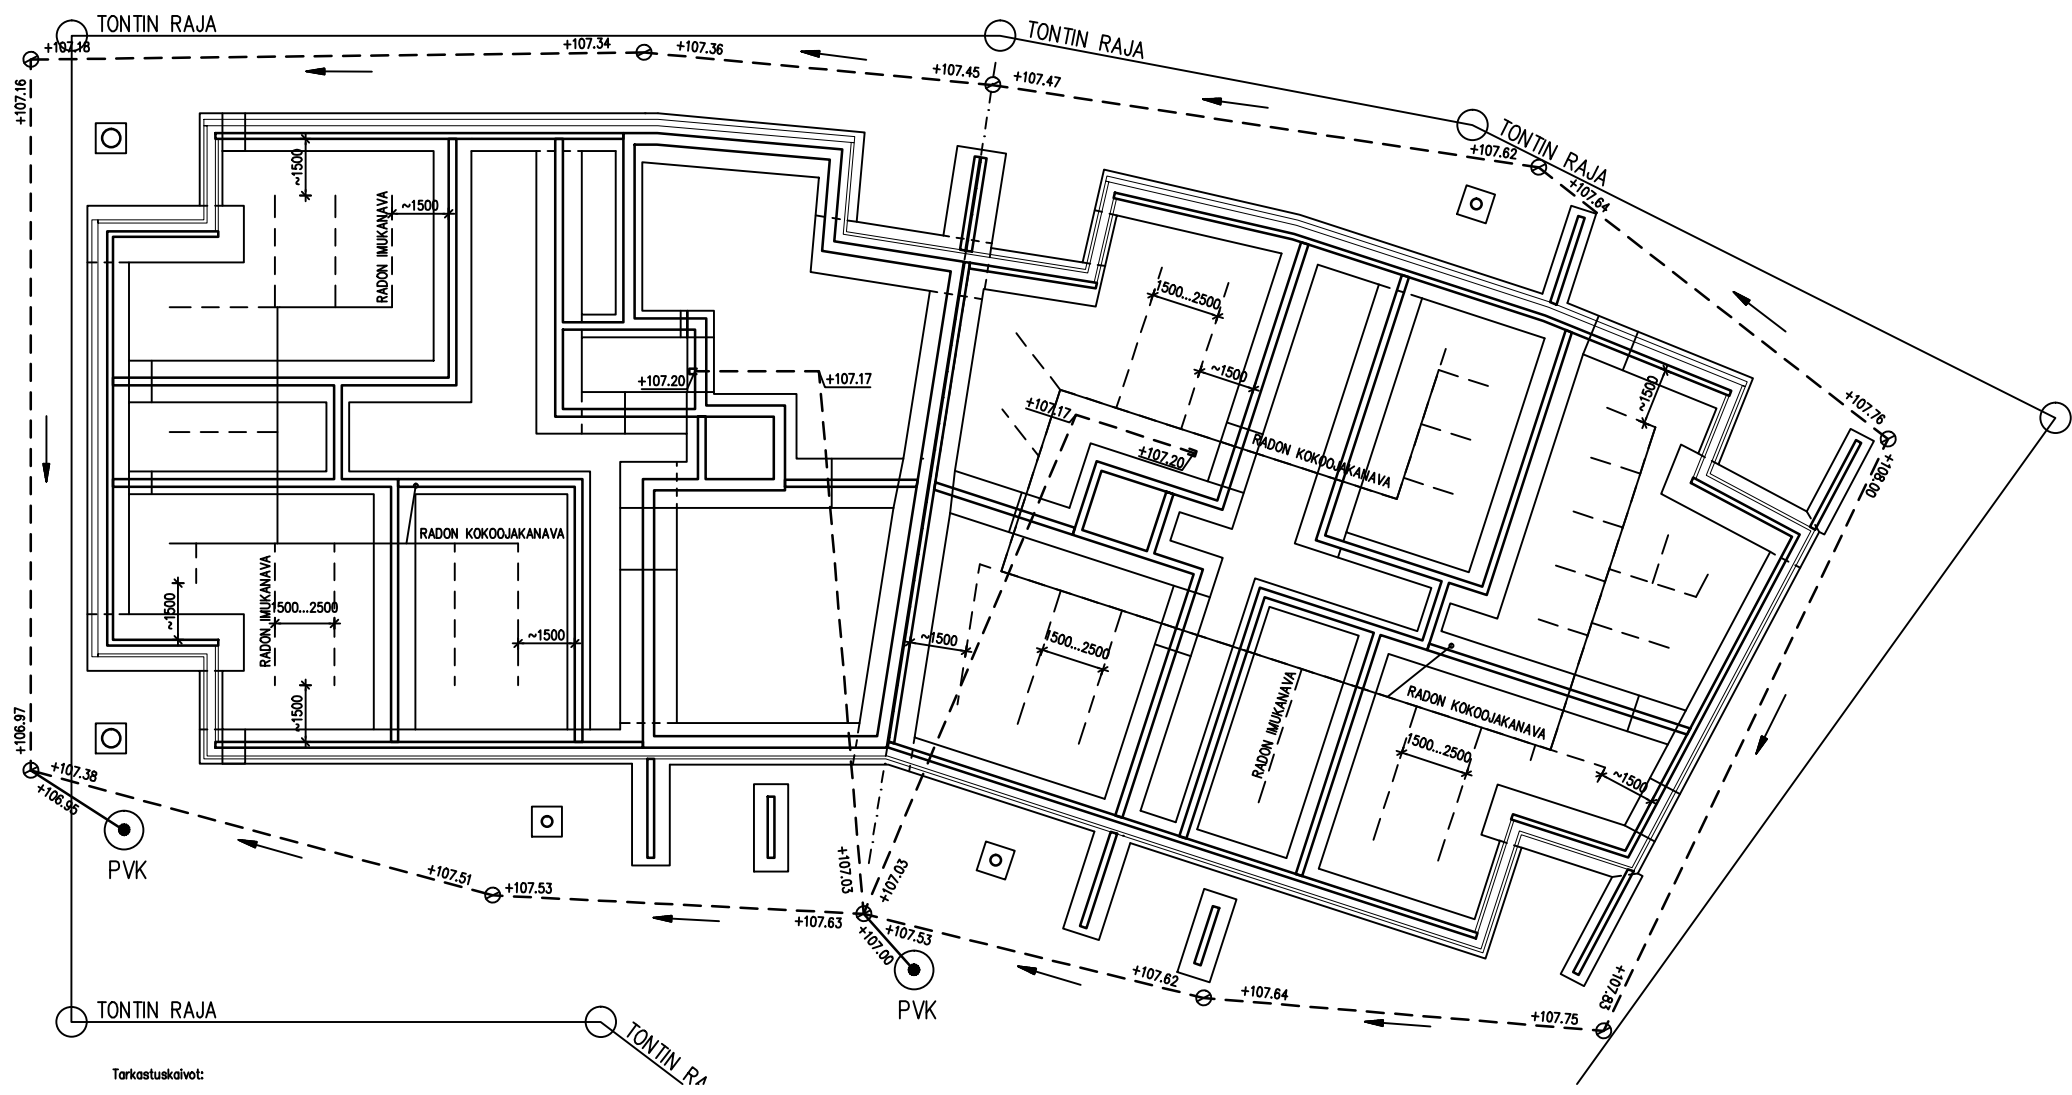 TONTIN RAJA
TONTIN RAJA
TONTIN RAJA
+107.18
+107.34
+107.36
+107.45
+107.47
+107.62
+107.64
+107.16
~1500
RADON IMUKANAVA
~1500
1500...2500
~1500
~1500
+107.76
+108.00
+107.20
+107.17
+107.17
+107.20
RADON KOKOOJAKANAVA
RADON KOKOOJAKANAVA
RADON IMUKANAVA
~1500
1500...2500
~1500
~1500
1500...2500
~1500
RADON IMUKANAVA
RADON KOKOOJAKANAVA
1500...2500
~1500
+106.97
+107.38
+106.95
PVK
+107.51
+107.53
+107.03
+107.03
+107.63
+107.53
+107.00
PVK
+107.62
+107.64
+107.75
+107.83
TONTIN RAJA
TONTIN RA
Tarkastuskaivot: